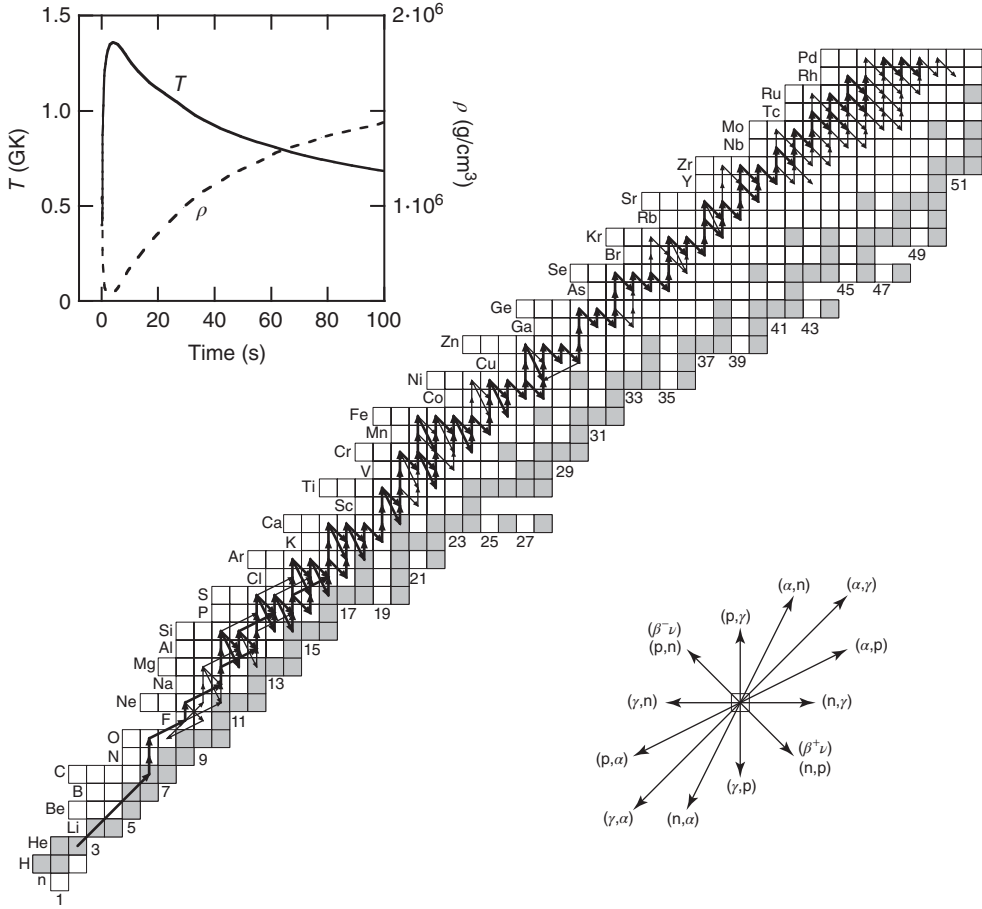 1.5
1.0
0.5
0
T (GK)
2·10⁶
1·10⁶
ρ (g/cm³)
T
ρ
0
20
40
60
80
100
Time (s)
Pd
Rh
Ru
Tc
Mo
Nb
Zr
Y
51
Sr
Rb
Kr
49
Br
Se
As
45 47
Ge
41 43
Ga
Zn
37 39
Cu
Ni
33 35
Co
Fe
31
Mn
Cr
29
V
Ti
Sc
Ca
23 25 27
K
Ar
21
Cl
S
17 19
P
Si
15
Al
Mg
13
Na
Ne
11
F
O
9
N
C
7
B
Be
5
Li
He
3
H
n
1
(α,n)
(α,γ)
(p,γ)
(β⁻ν)
(p,n)
(α,p)
(γ,n)
(n,γ)
(p,α)
(β⁺ν)
(n,p)
(γ,p)
(γ,α)
(n,α)